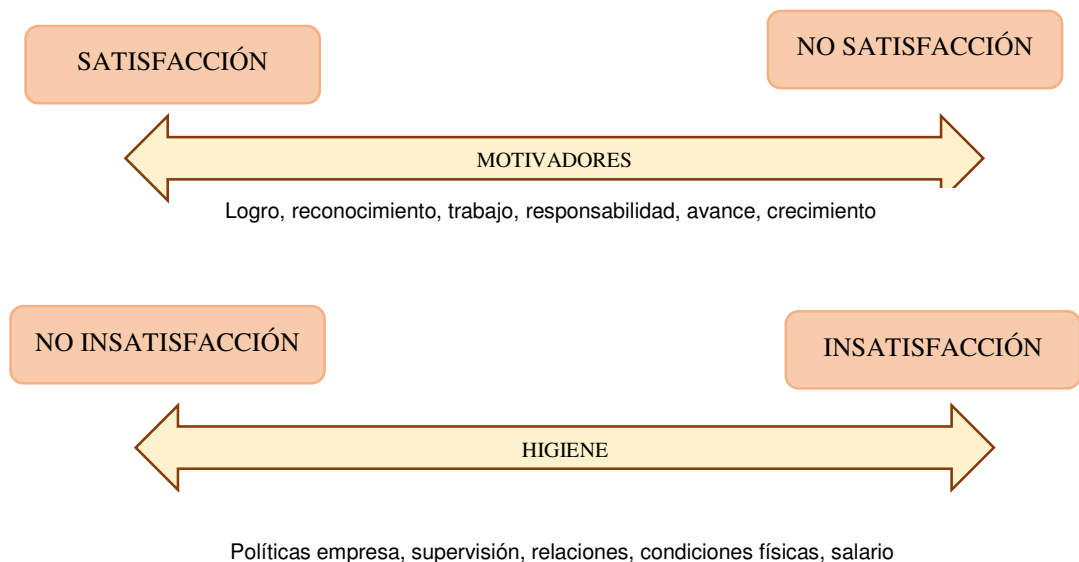 SATISFACCIÓN
NO SATISFACCIÓN
MOTIVADORES
Logro, reconocimiento, trabajo, responsabilidad, avance, crecimiento
NO INSATISFACCIÓN
INSATISFACCIÓN
HIGIENE
Políticas empresa, supervisión, relaciones, condiciones físicas, salario